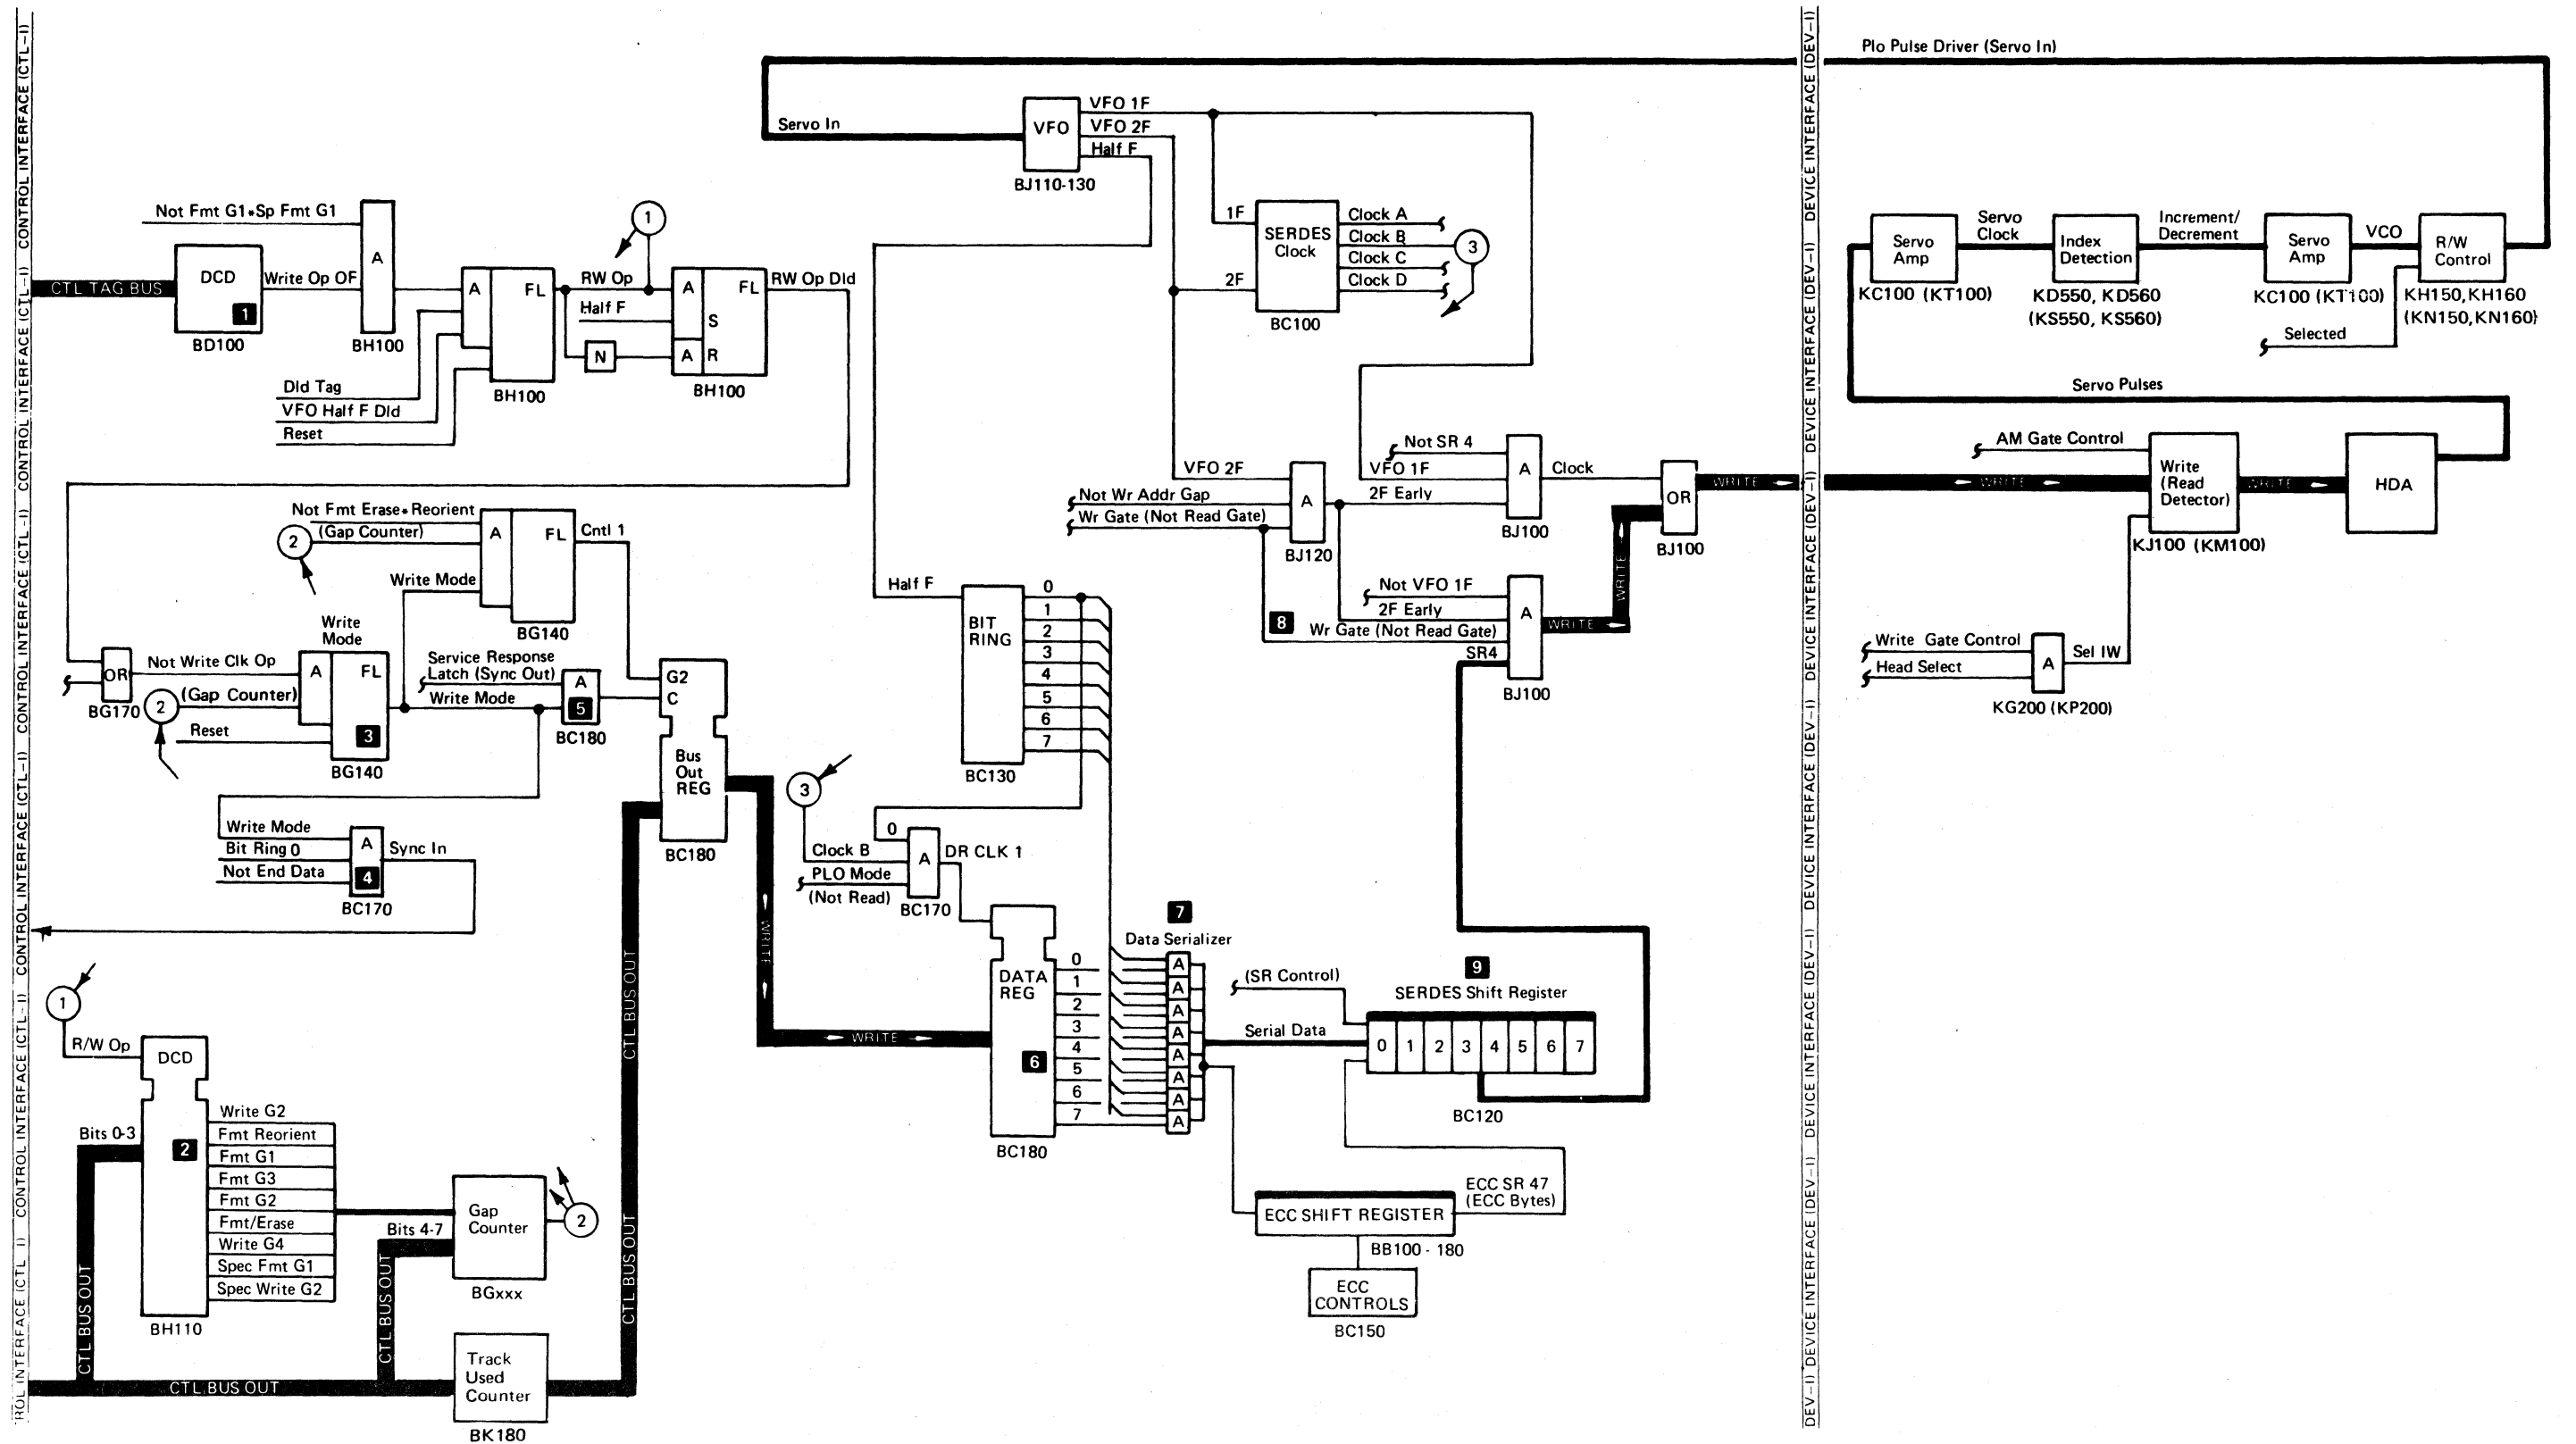 CONTROL INTERFACE (CTL-I)
DEVICE INTERFACE (DEV-I)
Plo Pulse Driver (Servo In)
Servo In
VFO
VFO 1F
VFO 2F
Half F
BJ110-130
Not Fmt G1*Sp Fmt G1
CTL TAG BUS
DCD
1
BD100
Write Op OF
A
BH100
A
FL
BH100
Dld Tag
VFO Half F Dld
Reset
RW Op
1
Half F
N
A
A
FL
S
R
BH100
RW Op Dld
1F
2F
SERDES
Clock
BC100
Clock A
Clock B
Clock C
Clock D
3
Servo
Amp
KC100 (KT100)
Servo
Clock
Index
Detection
KD550, KD560
(KS550, KS560)
Increment/
Decrement
Servo
Amp
KC100 (KT100)
VCO
R/W
Control
KH150, KH160
(KN150, KN160)
Selected
Servo Pulses
AM Gate Control
Write
(Read
Detector)
KJ100 (KM100)
WRITE
HDA
WRITE
Write Gate Control
Head Select
A
Sel IW
KG200 (KP200)
Not SR 4
VFO 1F
2F Early
A
BJ100
Clock
OR
BJ100
WRITE
VFO 2F
Not Wr Addr Gap
Wr Gate (Not Read Gate)
A
BJ120
8
Not VFO 1F
2F Early
Wr Gate (Not Read Gate)
SR4
A
BJ100
WRITE
WRITE
Not Fmt Erase*Reorient
(Gap Counter)
2
Write Mode
A
FL
BG140
Cntl 1
OR
BG170
Not Write Clk Op
(Gap Counter)
2
Reset
Write
Mode
A
FL
3
BG140
Service Response
Latch (Sync Out)
Write Mode
A
5
BC180
G2
C
Bus
Out
REG
BC180
Write Mode
Bit Ring 0
Not End Data
A
4
BC170
Sync In
Half F
BIT
RING
0
1
2
3
4
5
6
7
BC130
3
0
Clock B
PLO Mode
(Not Read)
A
BC170
DR CLK 1
WRITE
WRITE
DATA
REG
6
0
1
2
3
4
5
6
7
BC180
7
Data Serializer
A
A
A
A
A
A
A
A
(SR Control)
Serial Data
9
SERDES Shift Register
0 1 2 3 4 5 6 7
BC120
ECC SR 47
(ECC Bytes)
ECC SHIFT REGISTER
BB100 - 180
ECC
CONTROLS
BC150
1
R/W Op
DCD
Bits 0-3
2
BH110
Write G2
Fmt Reorient
Fmt G1
Fmt G3
Fmt G2
Fmt/Erase
Write G4
Spec Fmt G1
Spec Write G2
Bits 4-7
Gap
Counter
BGxxx
2
CTL BUS OUT
CTL BUS OUT
CTL BUS OUT
CTL BUS OUT
CTL BUS OUT
Track
Used
Counter
BK180